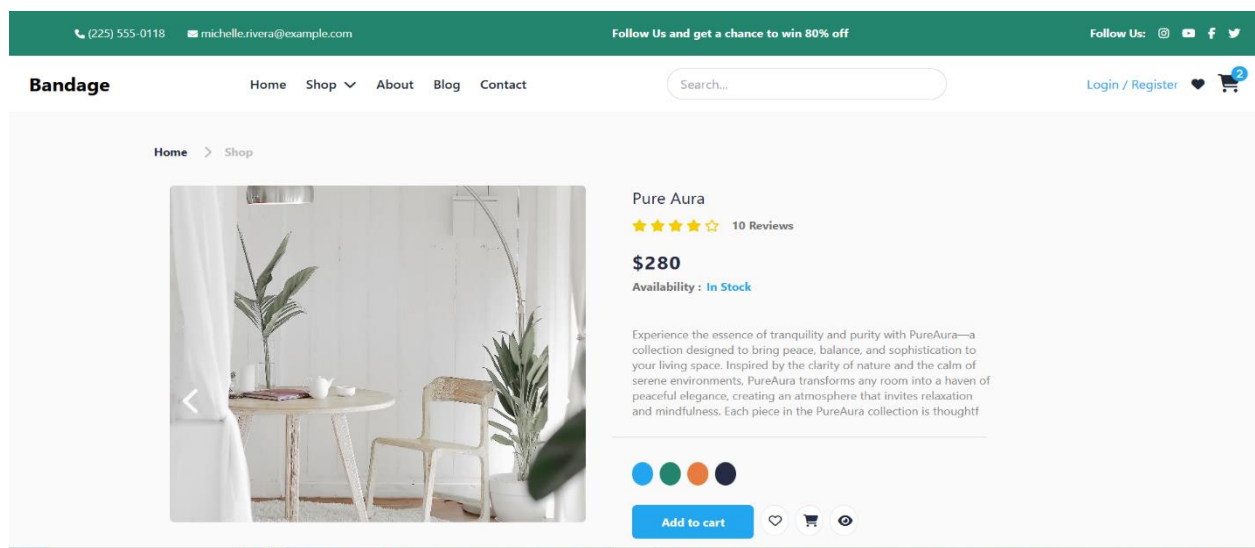 (225) 555-0118 michelle.rivera@example.com Follow Us and get a chance to win 80% off Follow Us:
Bandage Home Shop About Blog Contact Search... Login / Register 2
Home > Shop
Pure Aura
10 Reviews
$280
Availability : In Stock
Experience the essence of tranquility and purity with PureAura—a
collection designed to bring peace, balance, and sophistication to
your living space. Inspired by the clarity of nature and the calm of
serene environments, PureAura transforms any room into a haven of
peaceful elegance, creating an atmosphere that invites relaxation
and mindfulness. Each piece in the PureAura collection is thoughtf
Add to cart